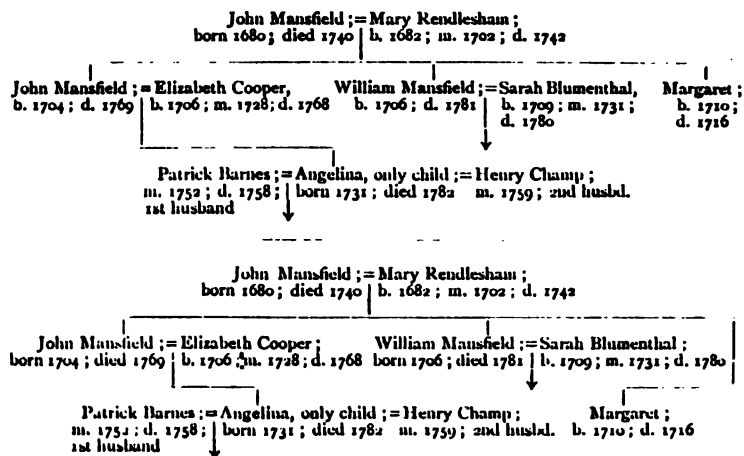 John Mansfield ; = Mary Rendlesham ;
born 1680; died 1740 b. 1682 ; m. 1702 ; d. 1742
John Mansfield ; = Elizabeth Cooper, William Mansfield ; = Sarah Blumenthal, Margaret ;
b. 1704 ; d. 1769 b. 1706; m. 1728; d. 1768 b. 1706 ; d. 1781 b. 1709 ; m. 1731 ; b. 1710 ;
d. 1780 d. 1716
Patrick Barnes ; = Angelina, only child ; = Henry Champ ;
m. 1752 ; d. 1758 ; born 1731 ; died 1782 m. 1759 ; 2nd husbd.
1st husband
John Mansfield ; = Mary Rendlesham ;
born 1680; died 1740 b. 1682 ; m. 1702 ; d. 1742
John Mansfield ; = Elizabeth Cooper ; William Mansfield ; = Sarah Blumenthal ;
born 1704 ; died 1769 b. 1706 ; m. 1728 ; d. 1768 born 1706 ; died 1781 b. 1709 ; m. 1731 ; d. 1780
Patrick Barnes ; = Angelina, only child ; = Henry Champ ; Margaret ;
m. 1752 ; d. 1758 ; born 1731 ; died 1782 m. 1759 ; 2nd husbd. b. 1710 ; d. 1716
1st husband